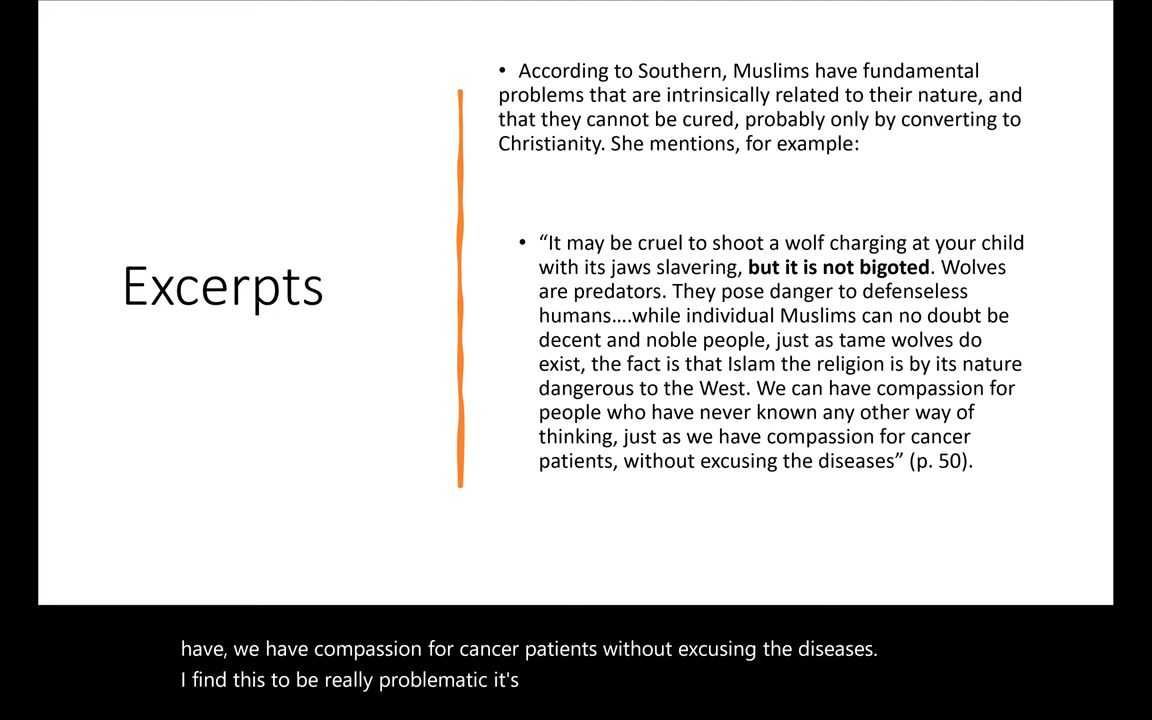 Excerpts
• According to Southern, Muslims have fundamental
problems that are intrinsically related to their nature, and
that they cannot be cured, probably only by converting to
Christianity. She mentions, for example:
• “It may be cruel to shoot a wolf charging at your child
with its jaws slavering, but it is not bigoted. Wolves
are predators. They pose danger to defenseless
humans….while individual Muslims can no doubt be
decent and noble people, just as tame wolves do
exist, the fact is that Islam the religion is by its nature
dangerous to the West. We can have compassion for
people who have never known any other way of
thinking, just as we have compassion for cancer
patients, without excusing the diseases” (p. 50).
have, we have compassion for cancer patients without excusing the diseases.
I find this to be really problematic it's